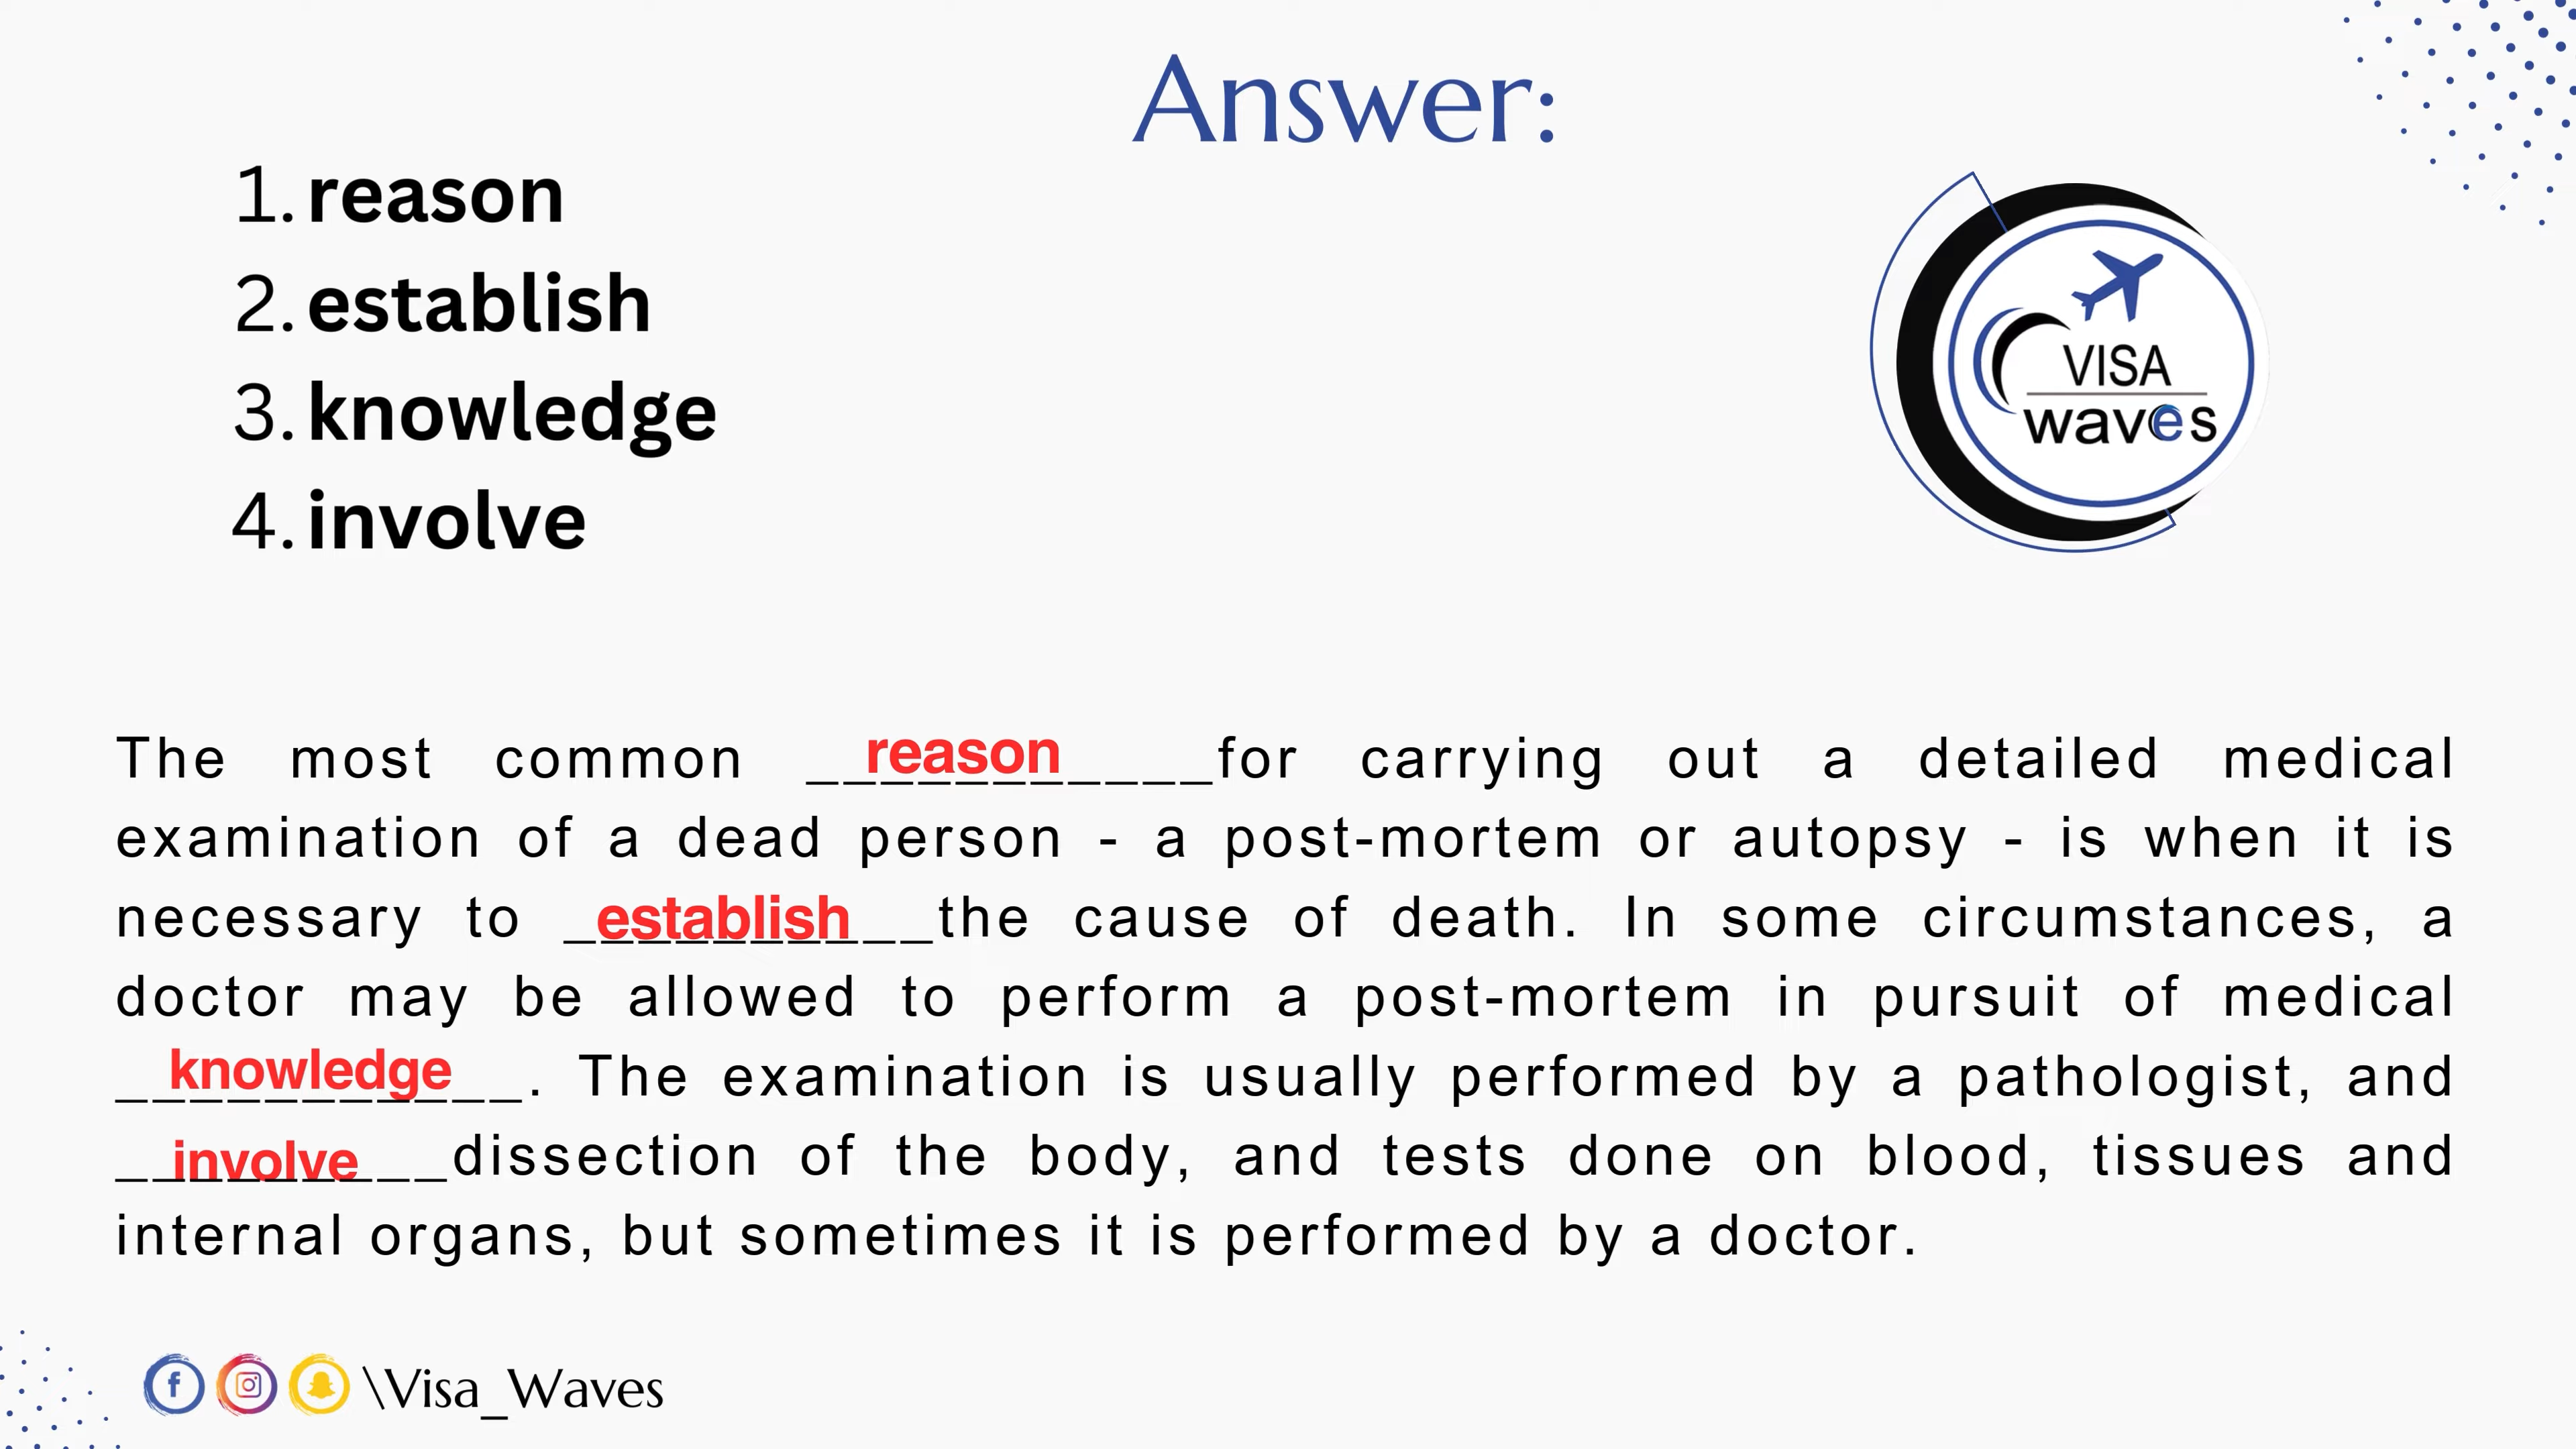 Answer:
1. reason
2. establish
3. knowledge
4. involve
VISA
waves
The most common ___reason___for carrying out a detailed medical
examination of a dead person - a post-mortem or autopsy - is when it is
necessary to _establish__the cause of death. In some circumstances, a
doctor may be allowed to perform a post-mortem in pursuit of medical
_knowledge__. The examination is usually performed by a pathologist, and
_involve__dissection of the body, and tests done on blood, tissues and
internal organs, but sometimes it is performed by a doctor.
\Visa_Waves